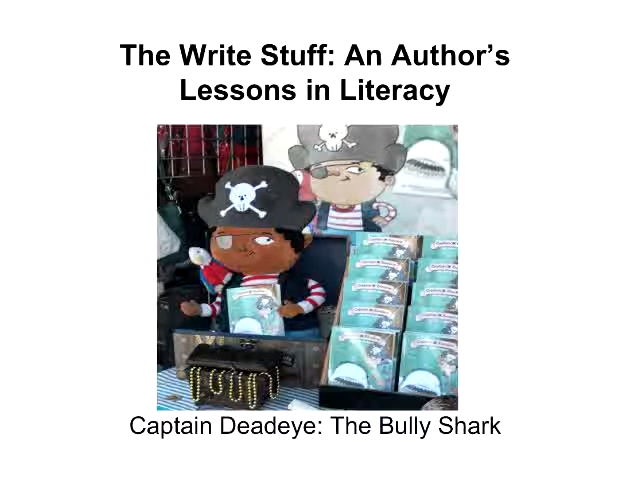 The Write Stuff: An Author’s
Lessons in Literacy
Captain Deadeye: The Bully Shark